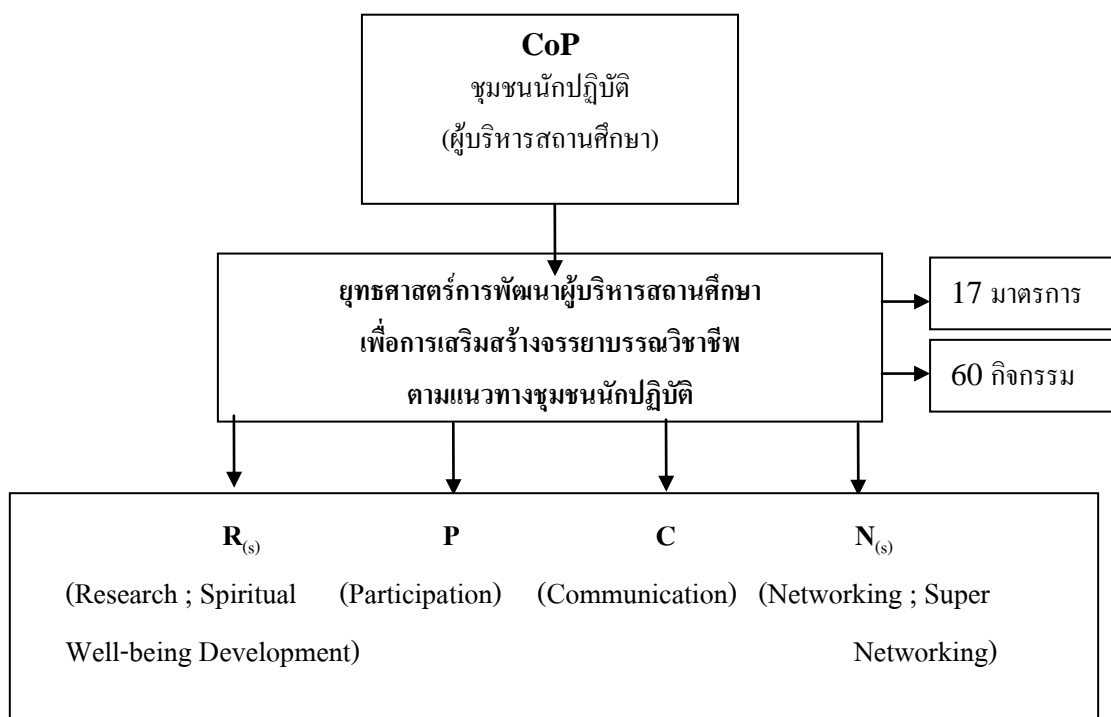 CoP
ชุมชนนักปฏิบัติ
(ผู้บริหารสถานศึกษา)
ยุทธศาสตร์การพัฒนาผู้บริหารสถานศึกษา
เพื่อการเสริมสร้างจรรยาบรรณวิชาชีพ
ตามแนวทางชุมชนนักปฏิบัติ
17 มาตรการ
60 กิจกรรม
R(s) P C N(s)
(Research ; Spiritual (Participation) (Communication) (Networking ; Super
Well-being Development) Networking)